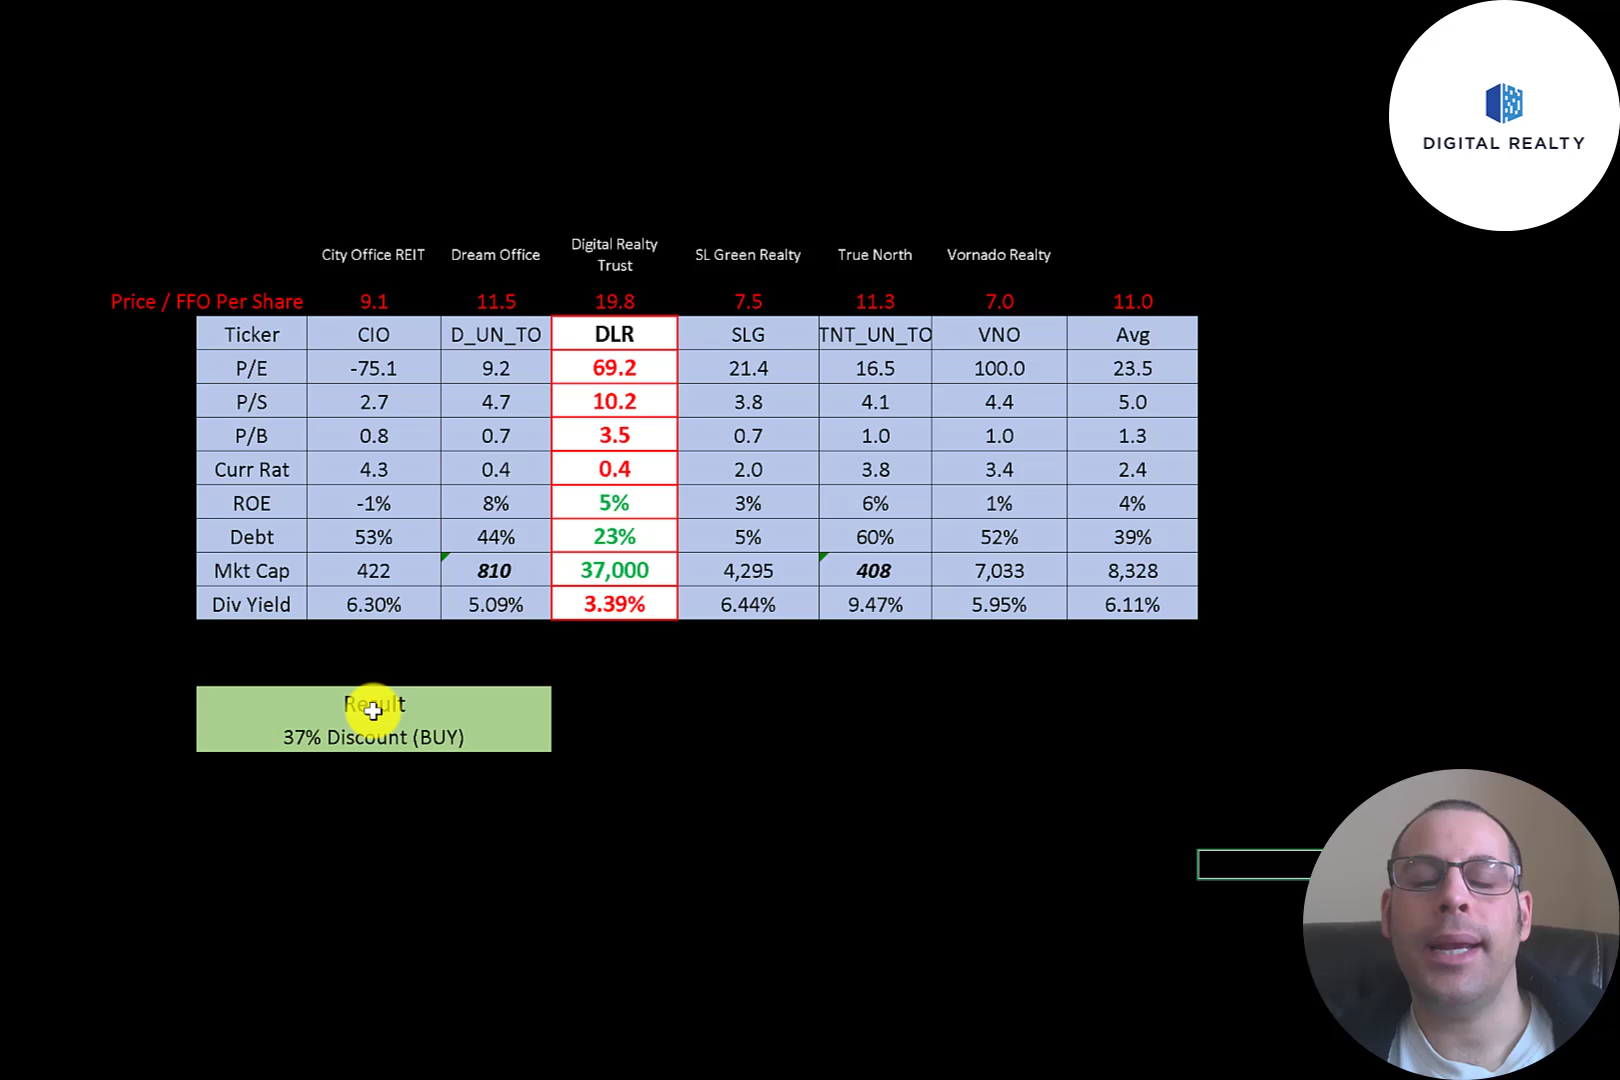 DIGITAL REALTY
City Office REIT Dream Office Digital Realty Trust SL Green Realty True North Vornado Realty
Price / FFO Per Share 9.1 11.5 19.8 7.5 11.3 7.0 11.0
Ticker CIO D_UN_TO DLR SLG TNT_UN_TO VNO Avg
P/E -75.1 9.2 69.2 21.4 16.5 100.0 23.5
P/S 2.7 4.7 10.2 3.8 4.1 4.4 5.0
P/B 0.8 0.7 3.5 0.7 1.0 1.0 1.3
Curr Rat 4.3 0.4 0.4 2.0 3.8 3.4 2.4
ROE -1% 8% 5% 3% 6% 1% 4%
Debt 53% 44% 23% 5% 60% 52% 39%
Mkt Cap 422 810 37,000 4,295 408 7,033 8,328
Div Yield 6.30% 5.09% 3.39% 6.44% 9.47% 5.95% 6.11%
Result
37% Discount (BUY)